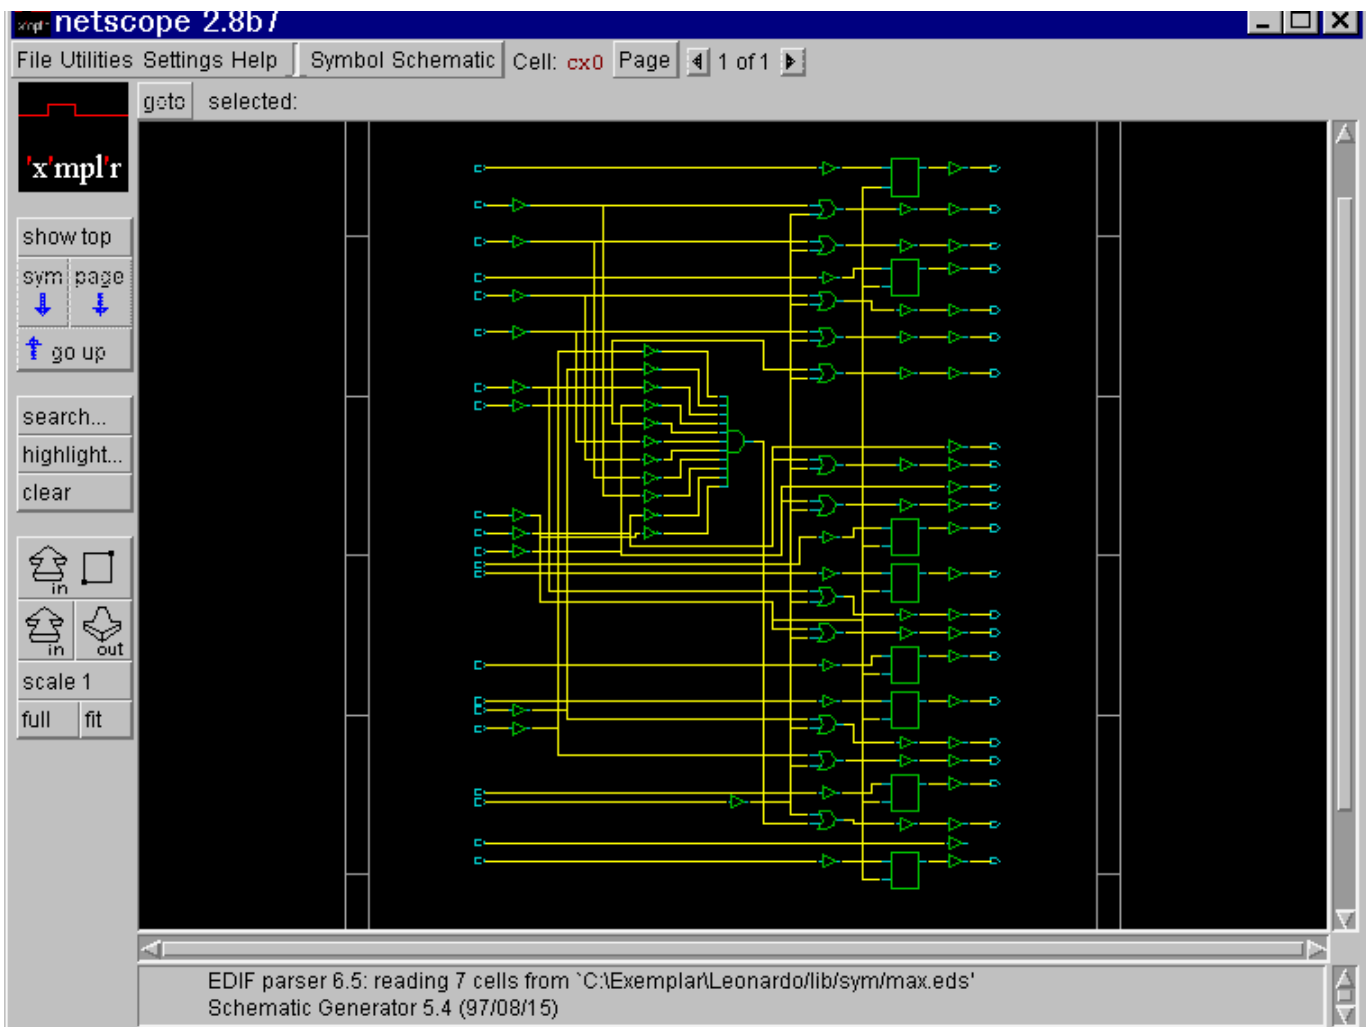 xmplr netscope 2.8b7
File Utilities Settings Help Symbol Schematic Cell: cx0 Page 1 of 1
goto selected:
'x'mpl'r
show top
sym page
go up
search...
highlight...
clear
in
in out
scale 1
full fit
EDIF parser 6.5: reading 7 cells from `C:\Exemplar\Leonardo/lib/sym/max.eds'
Schematic Generator 5.4 (97/08/15)